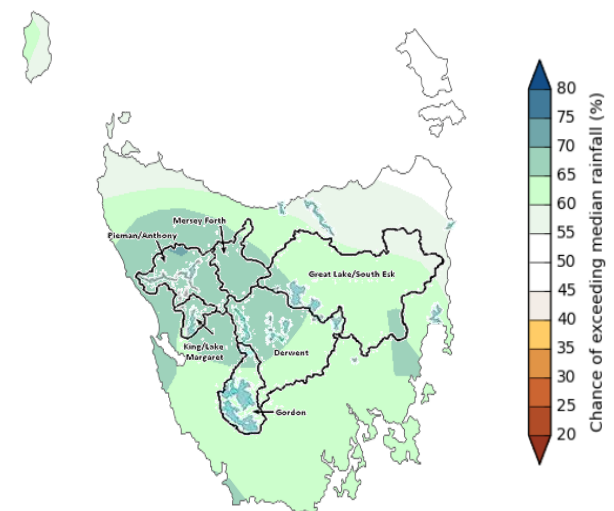 Mersey Forth
Pieman/Anthony
Great Lake/South Esk
King/Lake
Margaret
Derwent
Gordon
80
75
70
65
60
55
50
45
40
35
30
25
20
Chance of exceeding median rainfall (%)